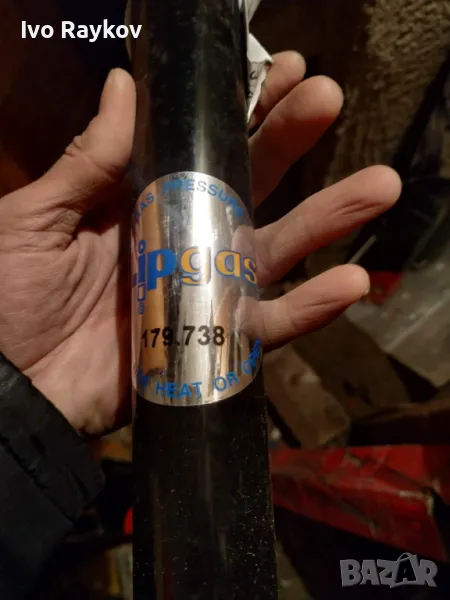 Ivo Raykov
GAS PRESSURE
ipgas
179.738
HEAT OR
BAZAR